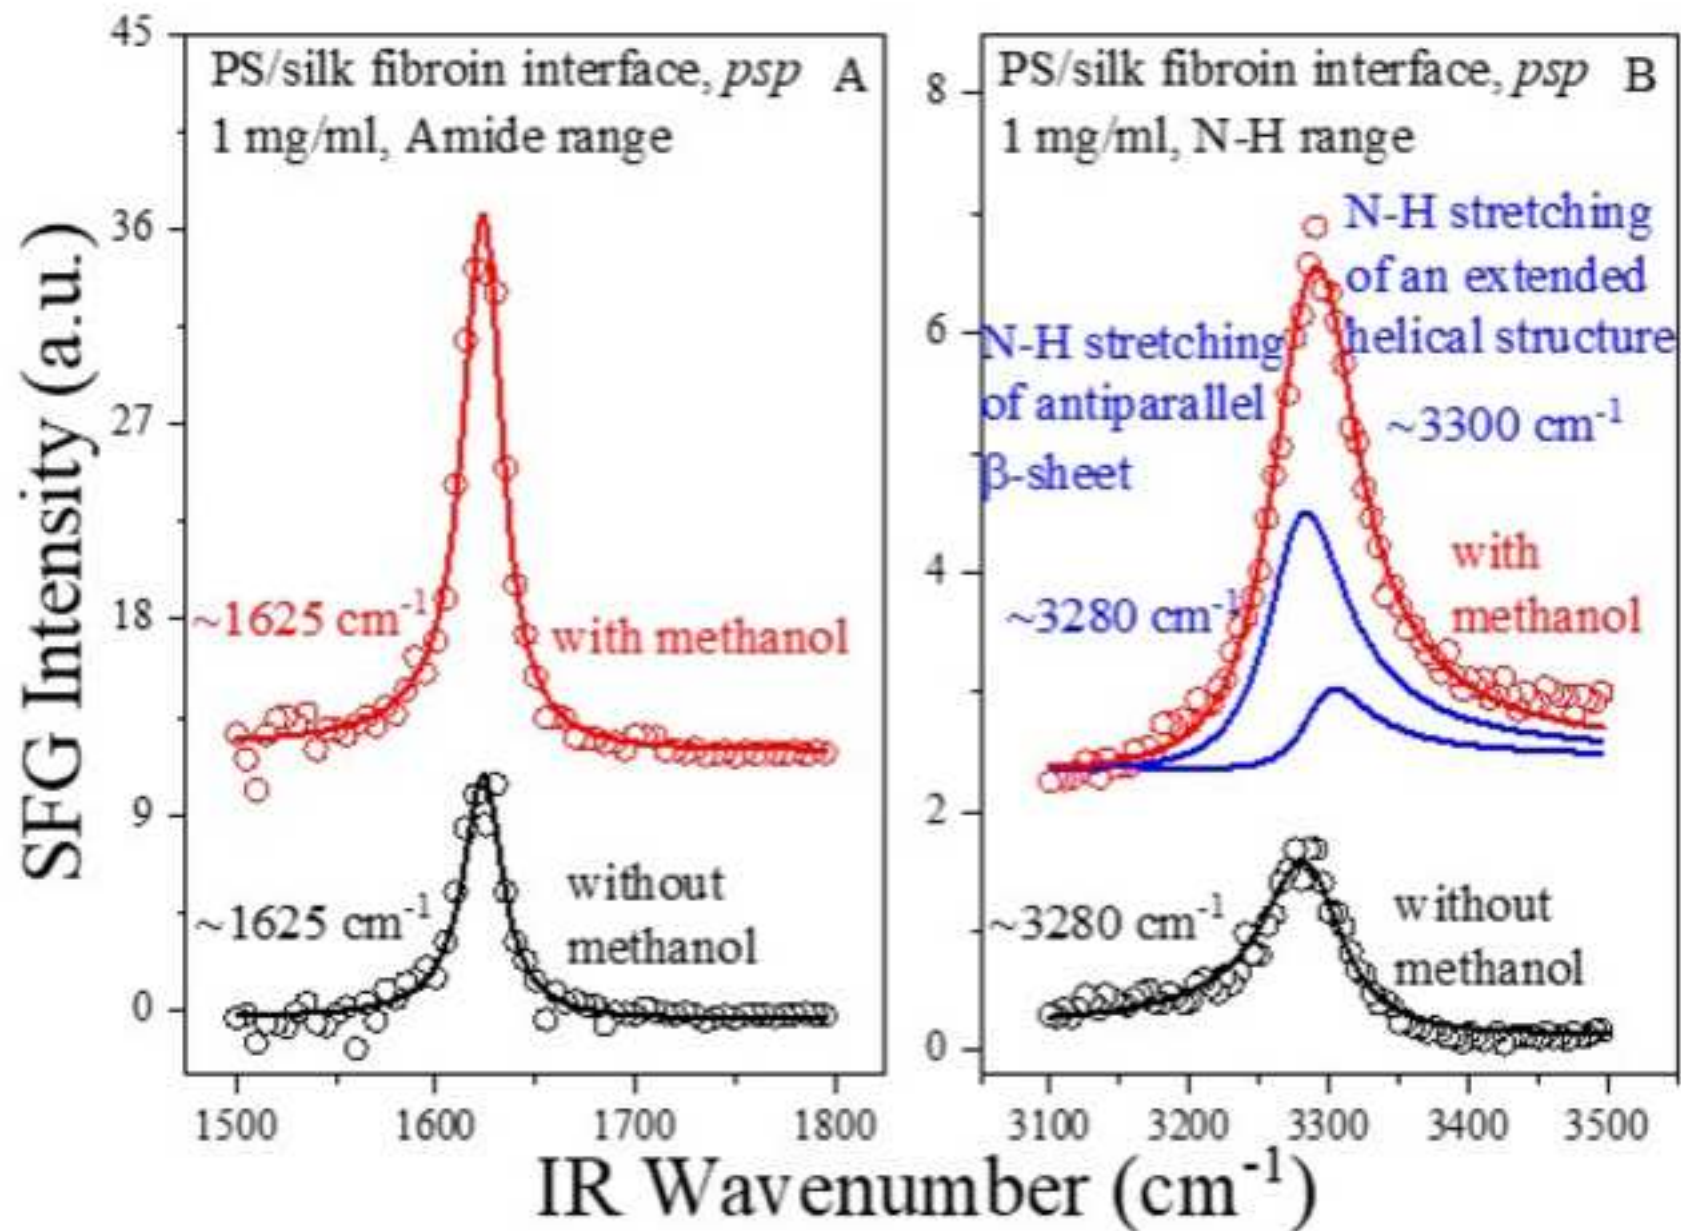 SFG Intensity (a.u.)
45
36
27
18
9
0
PS/silk fibroin interface, psp A
1 mg/ml, Amide range
~1625 cm⁻¹
with methanol
~1625 cm⁻¹
without
methanol
1500 1600 1700 1800
8
6
4
2
0
PS/silk fibroin interface, psp B
1 mg/ml, N-H range
N-H stretching
of an extended
helical structure
~3300 cm⁻¹
N-H stretching
of antiparallel
β-sheet
~3280 cm⁻¹
with
methanol
~3280 cm⁻¹
without
methanol
3100 3200 3300 3400 3500
IR Wavenumber (cm⁻¹)